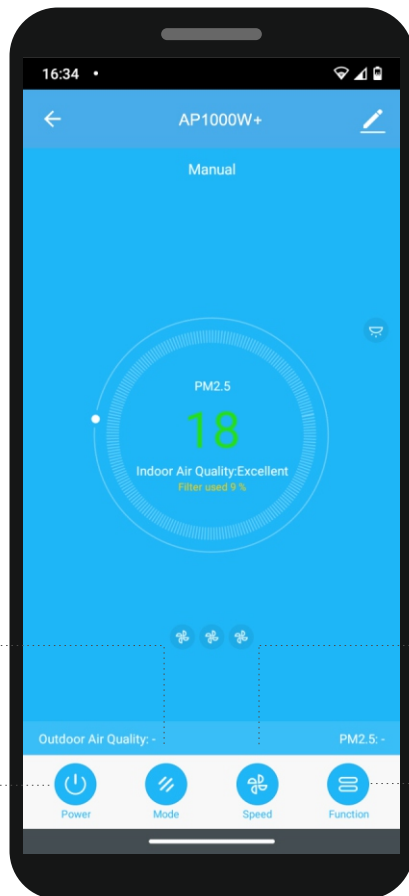 16:34
AP1000W+
Manual
PM2.5
18
Indoor Air Quality:Excellent
Filter used 9 %
Outdoor Air Quality: - PM2.5: -
Power Mode Speed Function